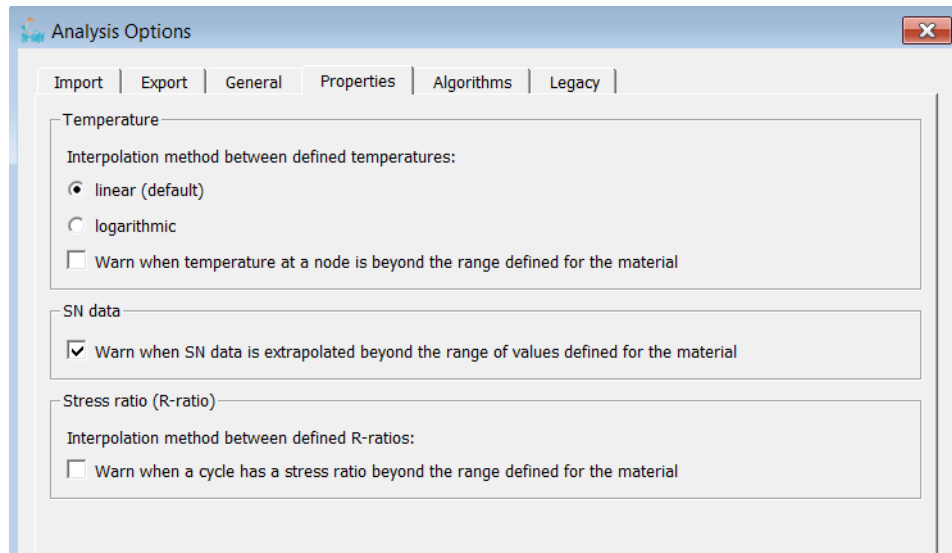 Analysis Options
Import Export General Properties Algorithms Legacy
Temperature
Interpolation method between defined temperatures:
linear (default)
logarithmic
Warn when temperature at a node is beyond the range defined for the material
SN data
Warn when SN data is extrapolated beyond the range of values defined for the material
Stress ratio (R-ratio)
Interpolation method between defined R-ratios:
Warn when a cycle has a stress ratio beyond the range defined for the material